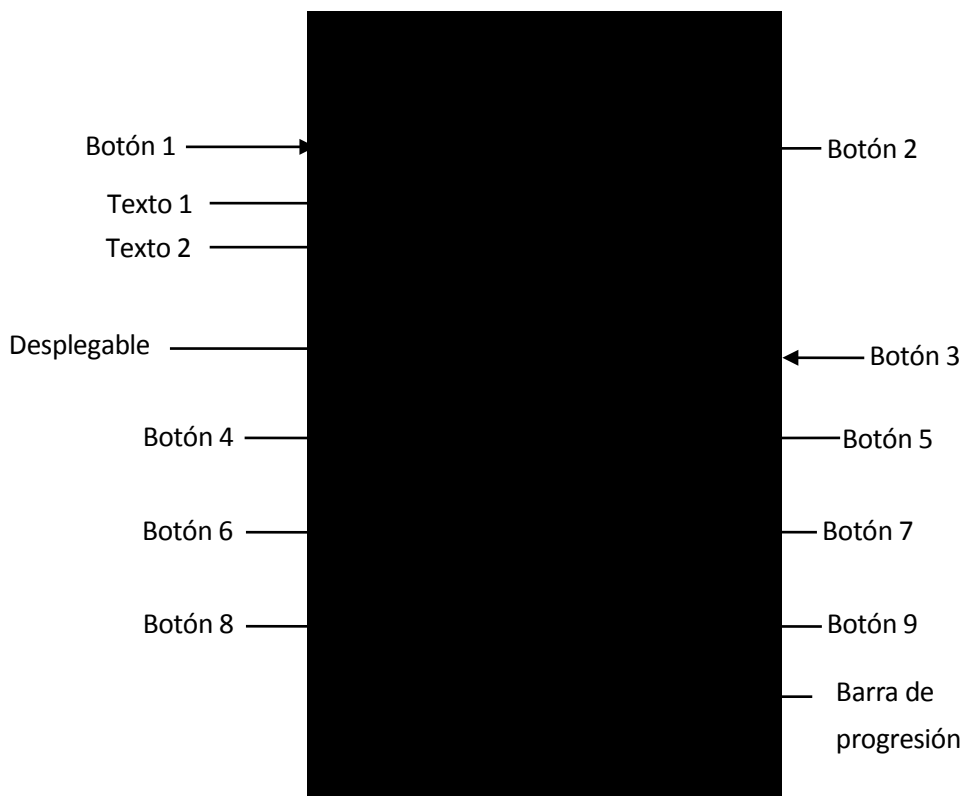 Botón 1
Botón 2
Texto 1
Texto 2
Desplegable
Botón 3
Botón 4
Botón 5
Botón 6
Botón 7
Botón 8
Botón 9
Barra de
progresión